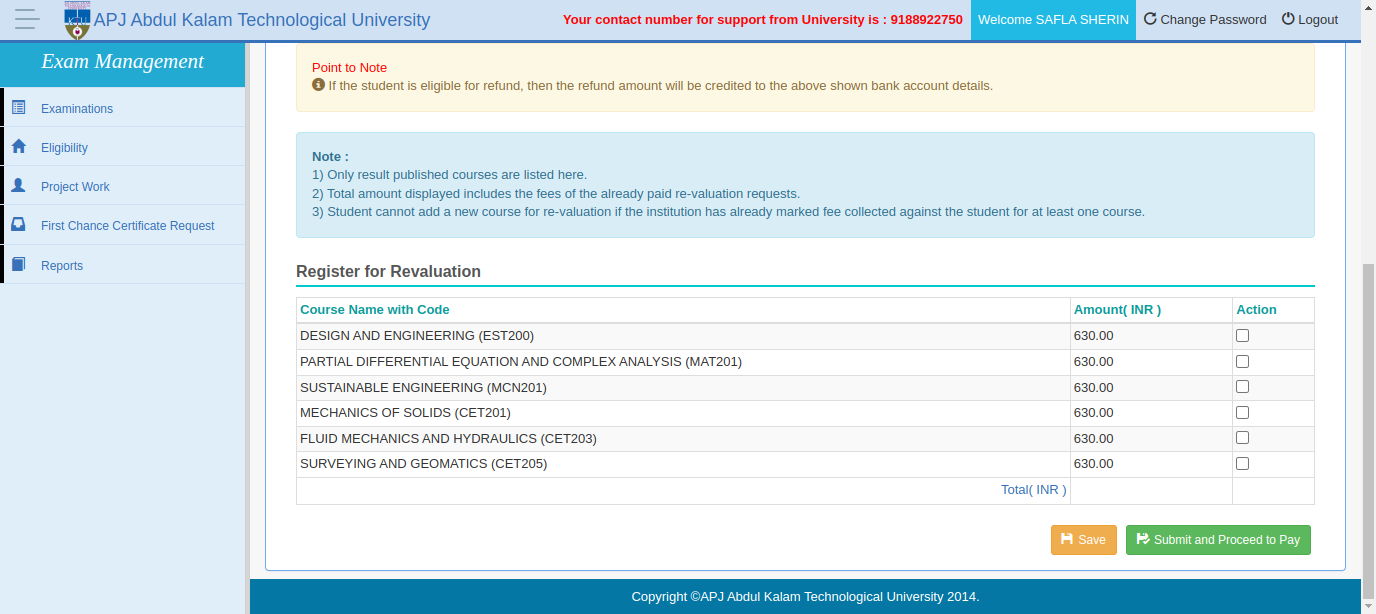 APJ Abdul Kalam Technological University
Your contact number for support from University is : 9188922750
Welcome SAFLA SHERIN
Change Password
Logout
Exam Management
Examinations
Eligibility
Project Work
First Chance Certificate Request
Reports
Point to Note
If the student is eligible for refund, then the refund amount will be credited to the above shown bank account details.
Note :
1) Only result published courses are listed here.
2) Total amount displayed includes the fees of the already paid re-valuation requests.
3) Student cannot add a new course for re-valuation if the institution has already marked fee collected against the student for at least one course.
Register for Revaluation
Course Name with Code Amount( INR ) Action
DESIGN AND ENGINEERING (EST200) 630.00
PARTIAL DIFFERENTIAL EQUATION AND COMPLEX ANALYSIS (MAT201) 630.00
SUSTAINABLE ENGINEERING (MCN201) 630.00
MECHANICS OF SOLIDS (CET201) 630.00
FLUID MECHANICS AND HYDRAULICS (CET203) 630.00
SURVEYING AND GEOMATICS (CET205) 630.00
Total( INR )
Save
Submit and Proceed to Pay
Copyright ©APJ Abdul Kalam Technological University 2014.